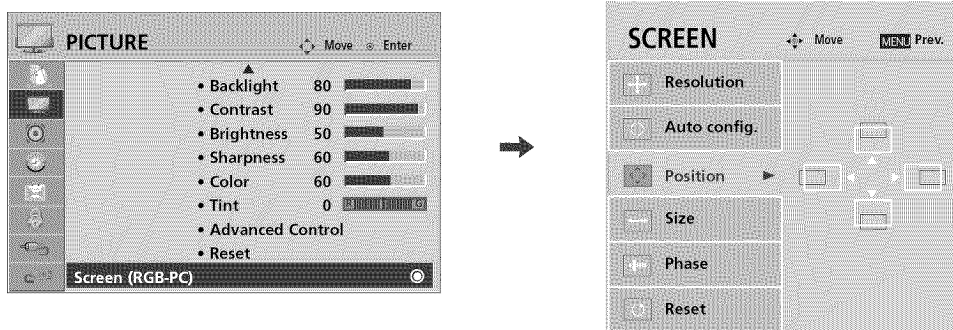 PICTURE
Move Enter
• Backlight 80
• Contrast 90
• Brightness 50
• Sharpness 60
• Color 60
• Tint 0 R G
• Advanced Control
• Reset
Screen (RGB-PC)
SCREEN
Move MENU Prev.
Resolution
Auto config.
Position
Size
Phase
Reset